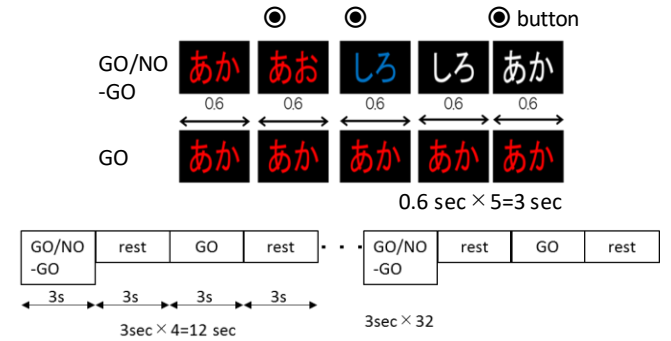 button
GO/NO
-GO
あか あお しろ しろ あか
0.6 0.6 0.6 0.6 0.6
GO
あか あか あか あか あか
0.6 sec×5=3 sec
GO/NO
-GO
rest GO rest
・・・
GO/NO
-GO
rest GO rest
3s 3s 3s 3s
3sec×4=12 sec
3sec×32